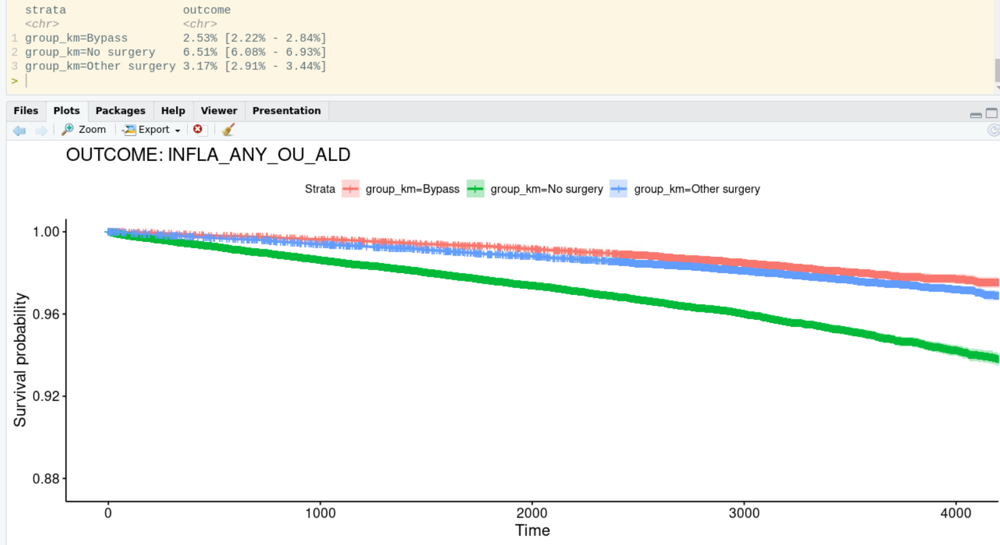 strata outcome
<chr> <chr>
1 group_km=Bypass 2.53% [2.22% - 2.84%]
2 group_km=No surgery 6.51% [6.08% - 6.93%]
3 group_km=Other surgery 3.17% [2.91% - 3.44%]
>
Files Plots Packages Help Viewer Presentation
Zoom Export
OUTCOME: INFLA_ANY_OU_ALD
Strata group_km=Bypass group_km=No surgery group_km=Other surgery
1.00
0.96
0.92
0.88
Survival probability
0 1000 2000 3000 4000
Time